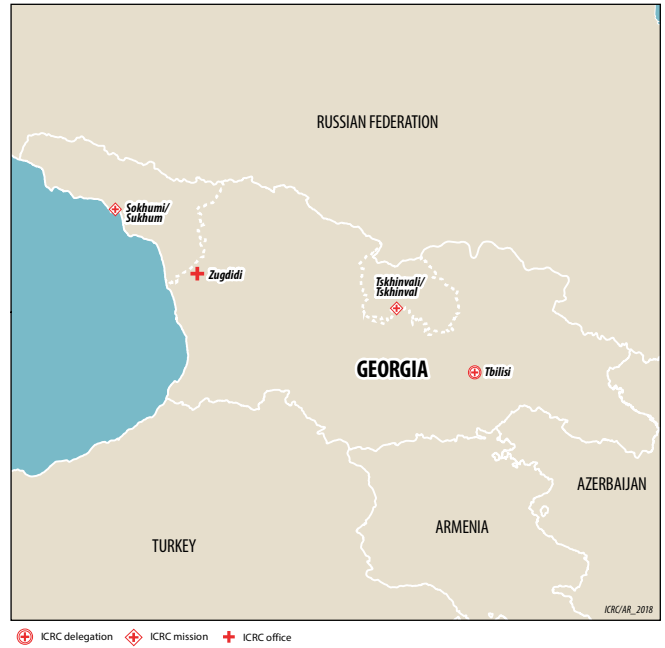 RUSSIAN FEDERATION
Sokhumi/
Sukhum
Zugdidi
Tskhinvali/
Tskhinval
GEORGIA
Tbilisi
AZERBAIJAN
ARMENIA
TURKEY
ICRC/AR_2018
ICRC delegation ICRC mission ICRC office